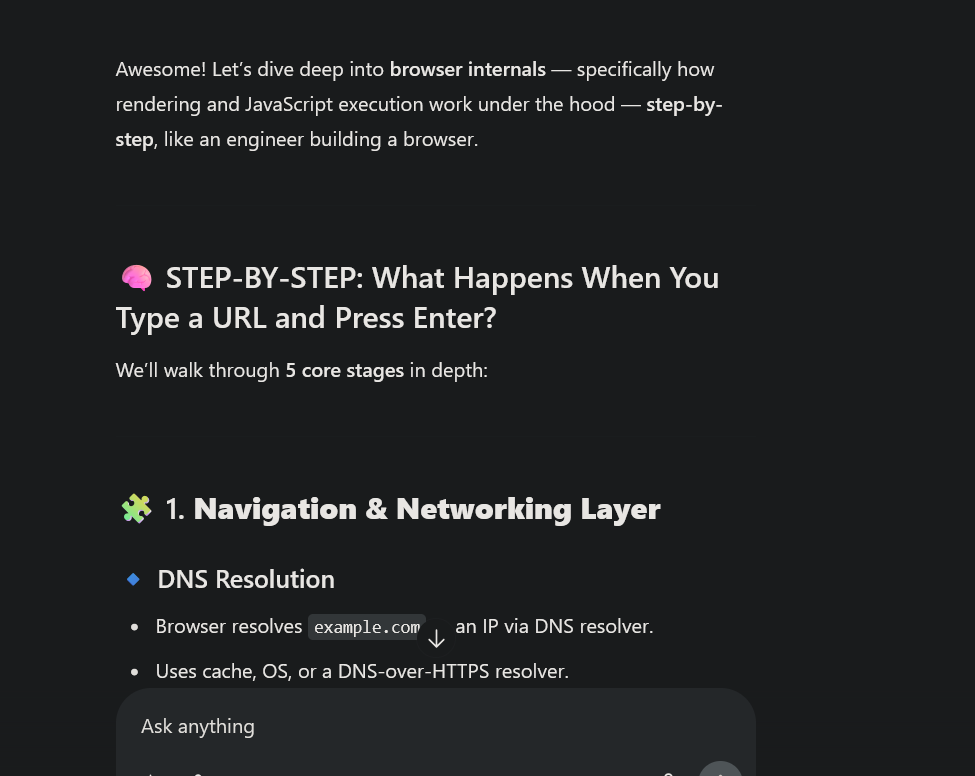 Awesome! Let's dive deep into browser internals — specifically how
rendering and JavaScript execution work under the hood — step-by-
step, like an engineer building a browser.
🧠 STEP-BY-STEP: What Happens When You
Type a URL and Press Enter?
We'll walk through 5 core stages in depth:
🧩 1. Navigation & Networking Layer
🔹 DNS Resolution
• Browser resolves example.com an IP via DNS resolver.
• Uses cache, OS, or a DNS-over-HTTPS resolver.
Ask anything